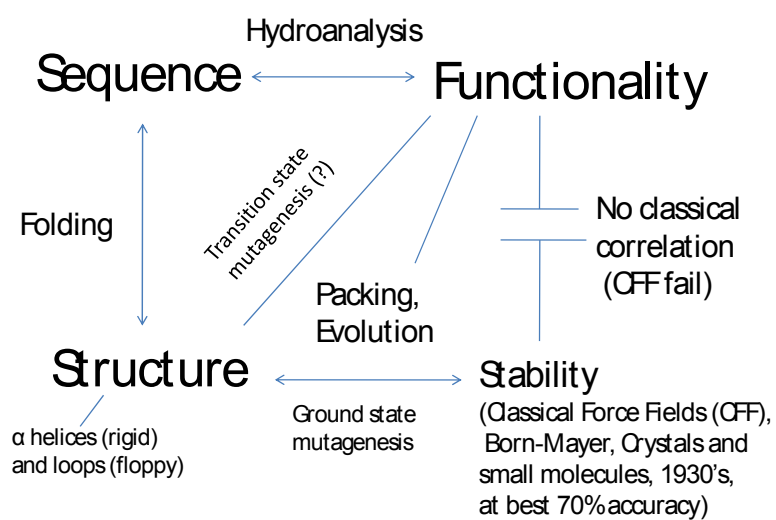 Hydroanalysis
Sequence
Functionality
Transition state
mutagenesis (?)
Folding
No classical
correlation
(CFF fail)
Packing,
Evolution
Structure
Stability
Ground state
mutagenesis
(Classical Force Fields (CFF),
Born-Mayer, Crystals and
small molecules, 1930's,
at best 70% accuracy)
α helices (rigid)
and loops (floppy)